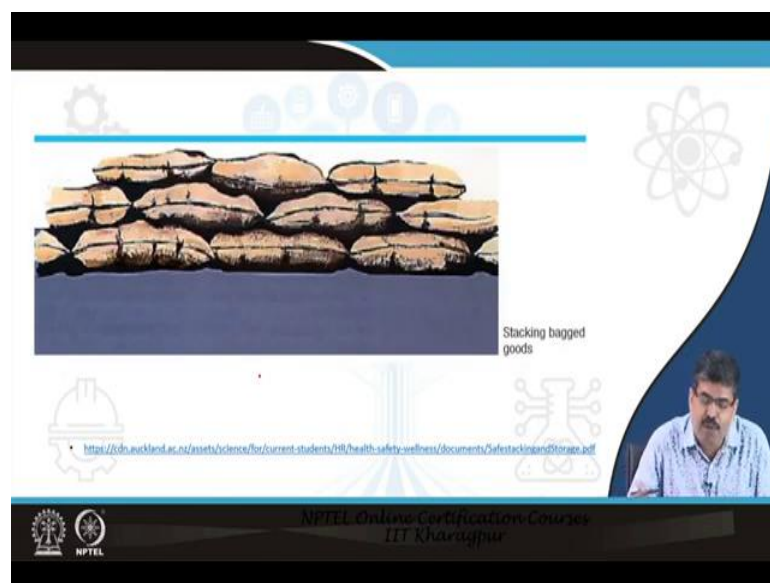 Stacking bagged
goods
• https://cdn.auckland.ac.nz/assets/science/for/current-students/HR/health-safety-wellness/documents/SafestackingandStorage.pdf
NPTEL Online Certification Courses
IIT Kharagpur
NPTEL